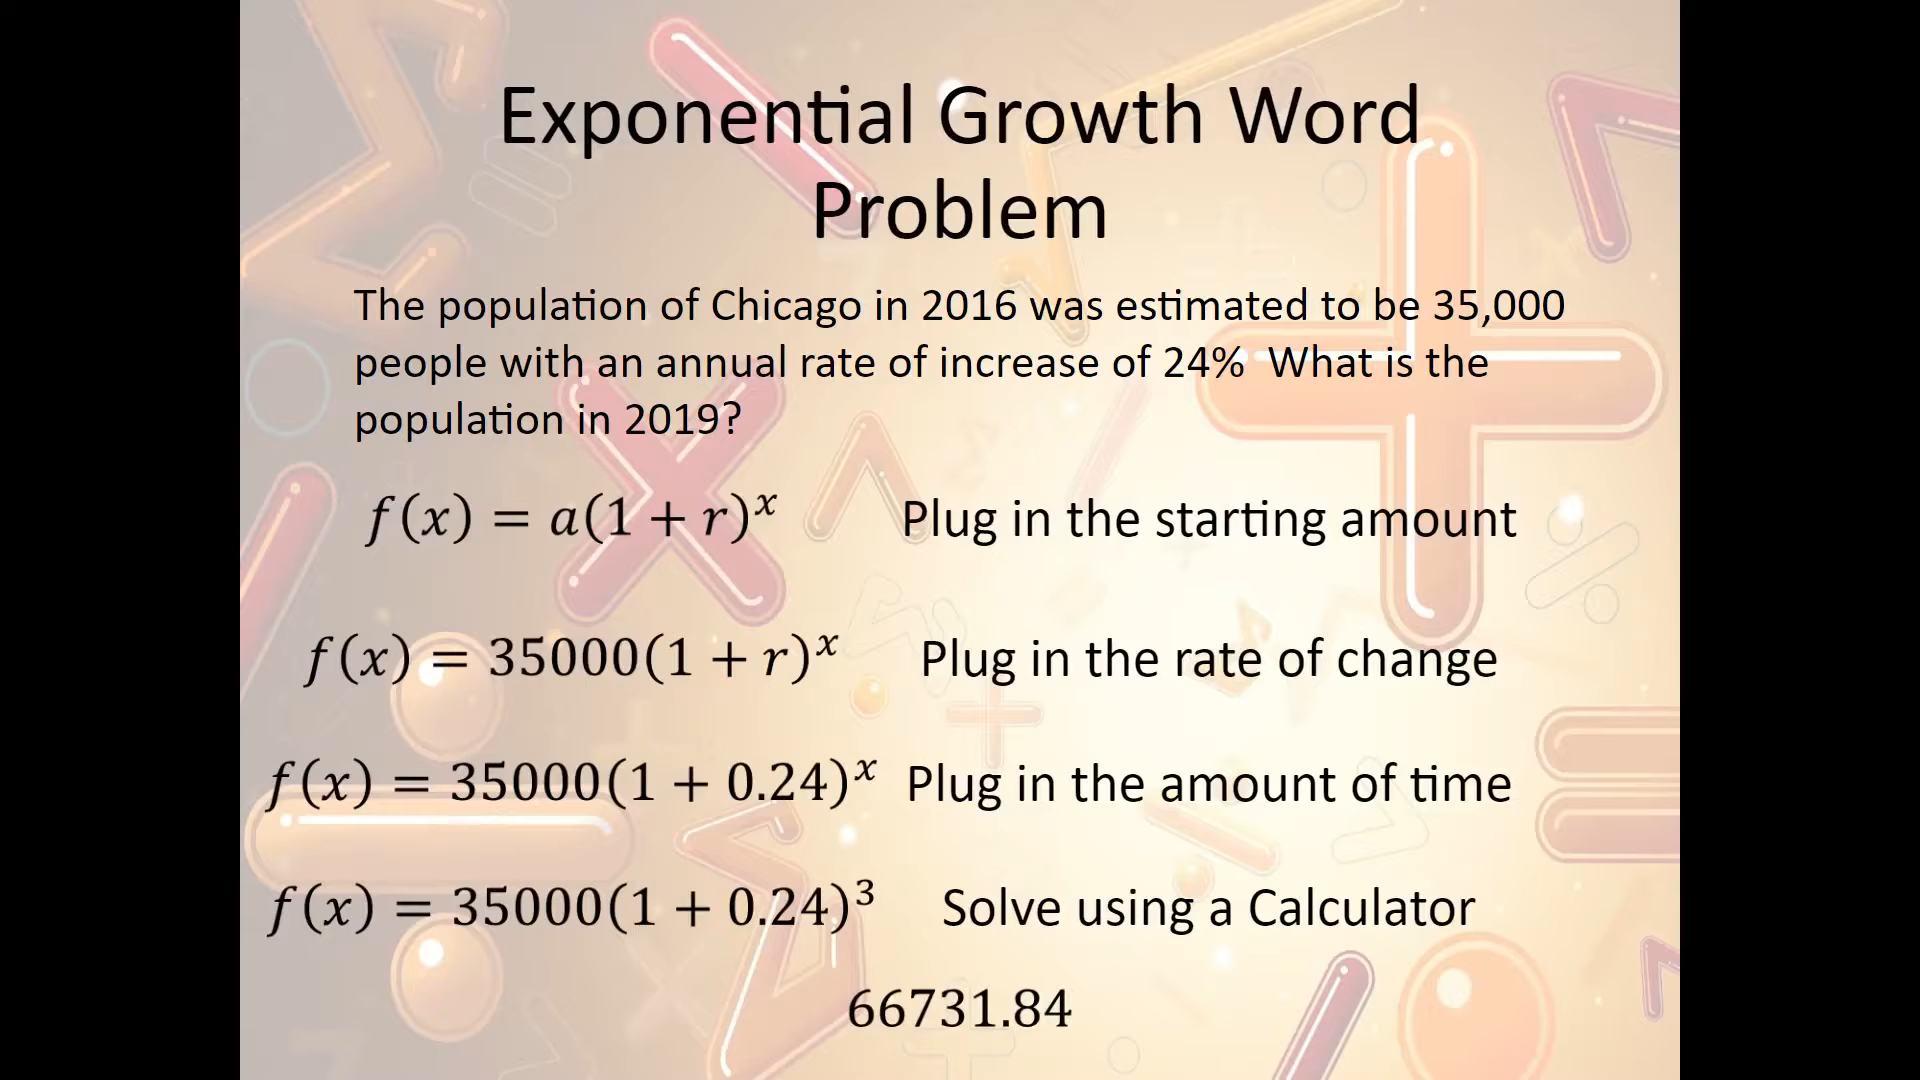 Exponential Growth Word
Problem
The population of Chicago in 2016 was estimated to be 35,000
people with an annual rate of increase of 24%  What is the
population in 2019?
f(x) = a(1 + r)ˣ Plug in the starting amount
f(x) = 35000(1 + r)ˣ Plug in the rate of change
f(x) = 35000(1 + 0.24)ˣ Plug in the amount of time
f(x) = 35000(1 + 0.24)³ Solve using a Calculator
66731.84